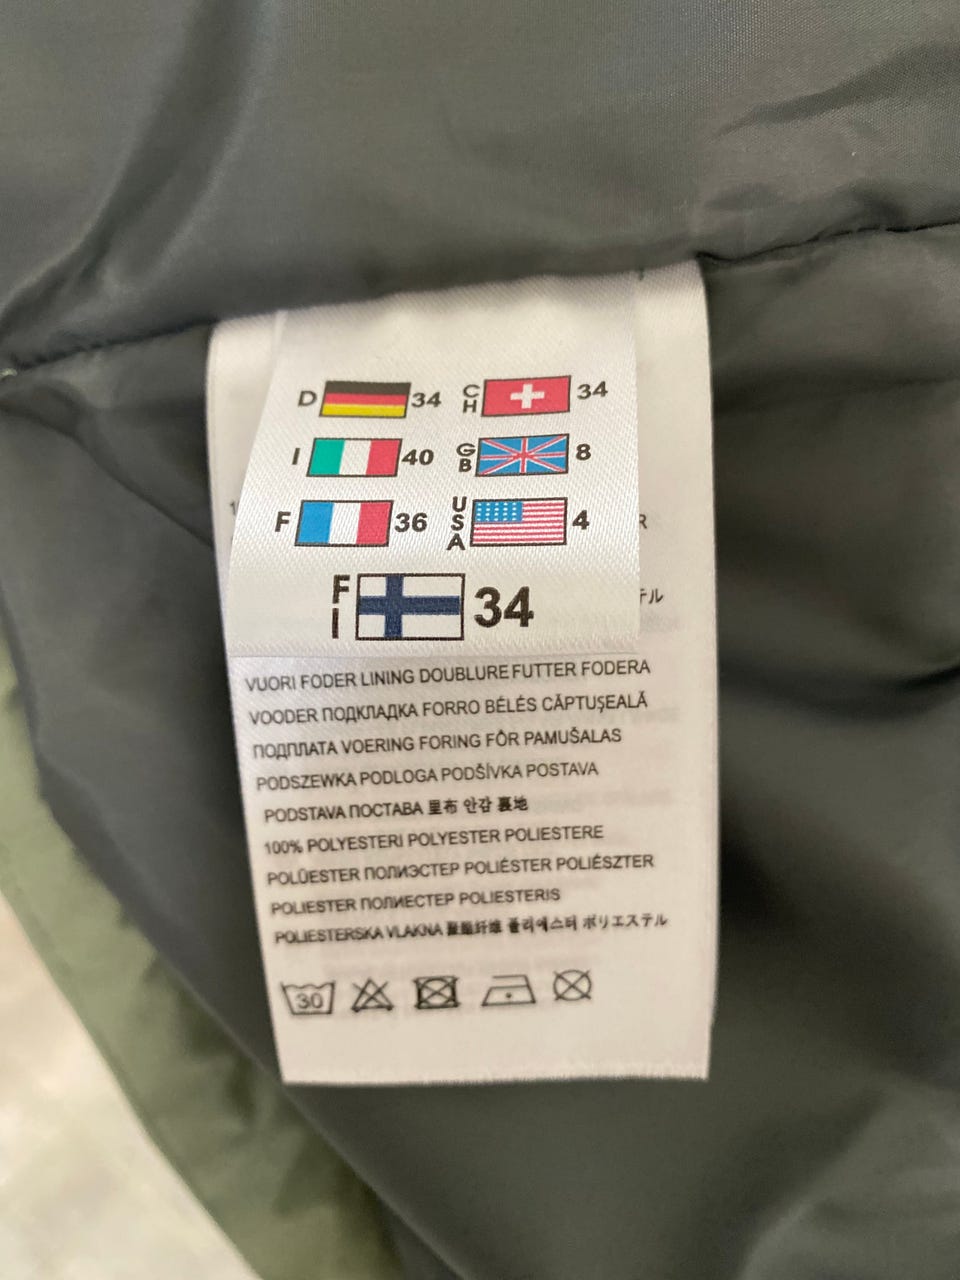 D 34 CH 34
I 40 GB 8
F 36 USA 4
FI 34
R
テル
VUORI FODER LINING DOUBLURE FUTTER FODERA
VOODER ПОДКЛАДКА FORRO BÉLÉS CĂPTUŞEALĂ
ПОДПЛАТА VOERING FORING FÔR PAMUŠALAS
PODSZEWKA PODLOGA PODŠÍVKA POSTAVA
PODSTAVA ПОСТАВА 里布 안감 裏地
100% POLYESTERI POLYESTER POLIESTERE
POLÜESTER ПОЛИЭСТЕР POLIÉSTER POLIÉSZTER
POLIESTER ПОЛИЕСТЕР POLIESTERIS
POLIESTERSKA VLAKNA 聚酯纤维 폴리에스터 ポリエステル
30